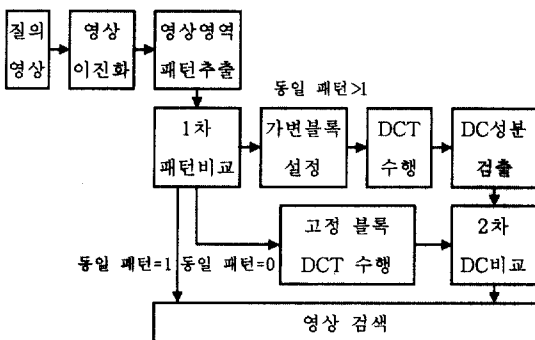 질의
영상
영상
이진화
영상영역
패턴추출
동일 패턴>1
1차
패턴비교
가변블록
설정
DCT
수행
DC성분
검출
고정 블록
DCT 수행
2차
DC비교
동일 패턴=1
동일 패턴=0
영상 검색